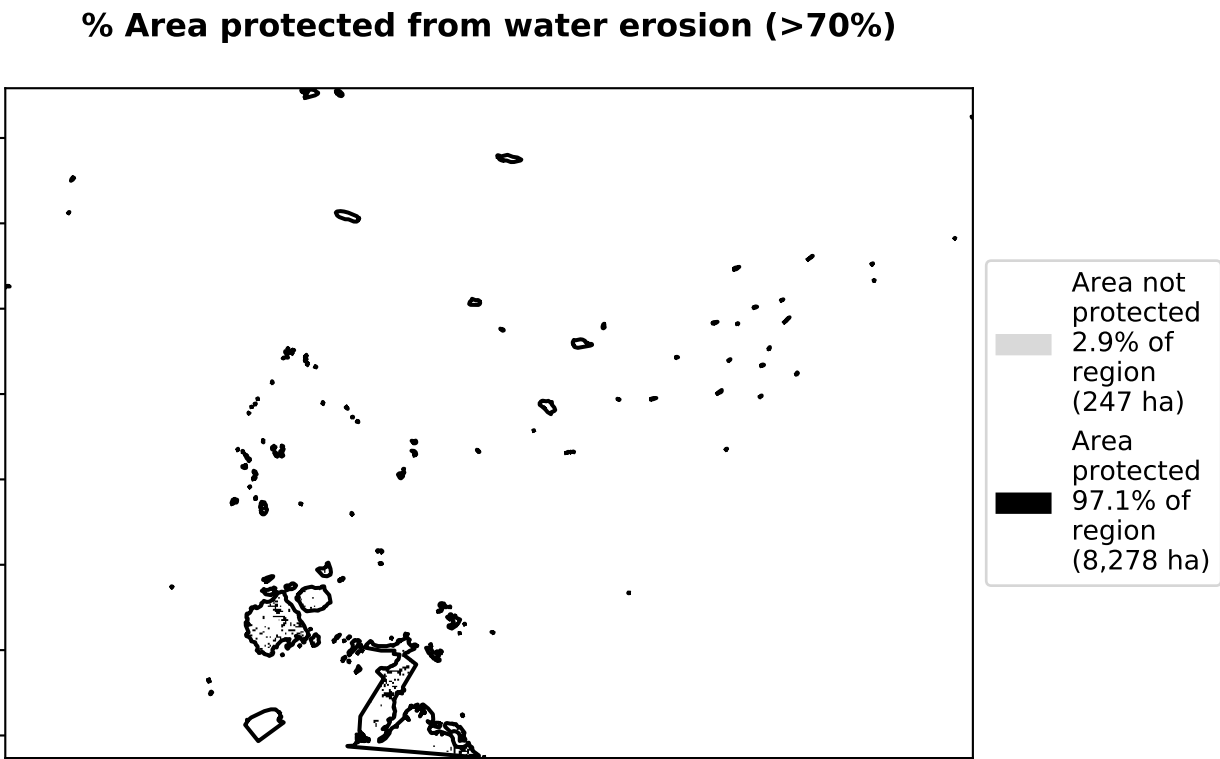 % Area protected from water erosion (>70%)
Area not
protected
2.9% of
region
(247 ha)
Area
protected
97.1% of
region
(8,278 ha)